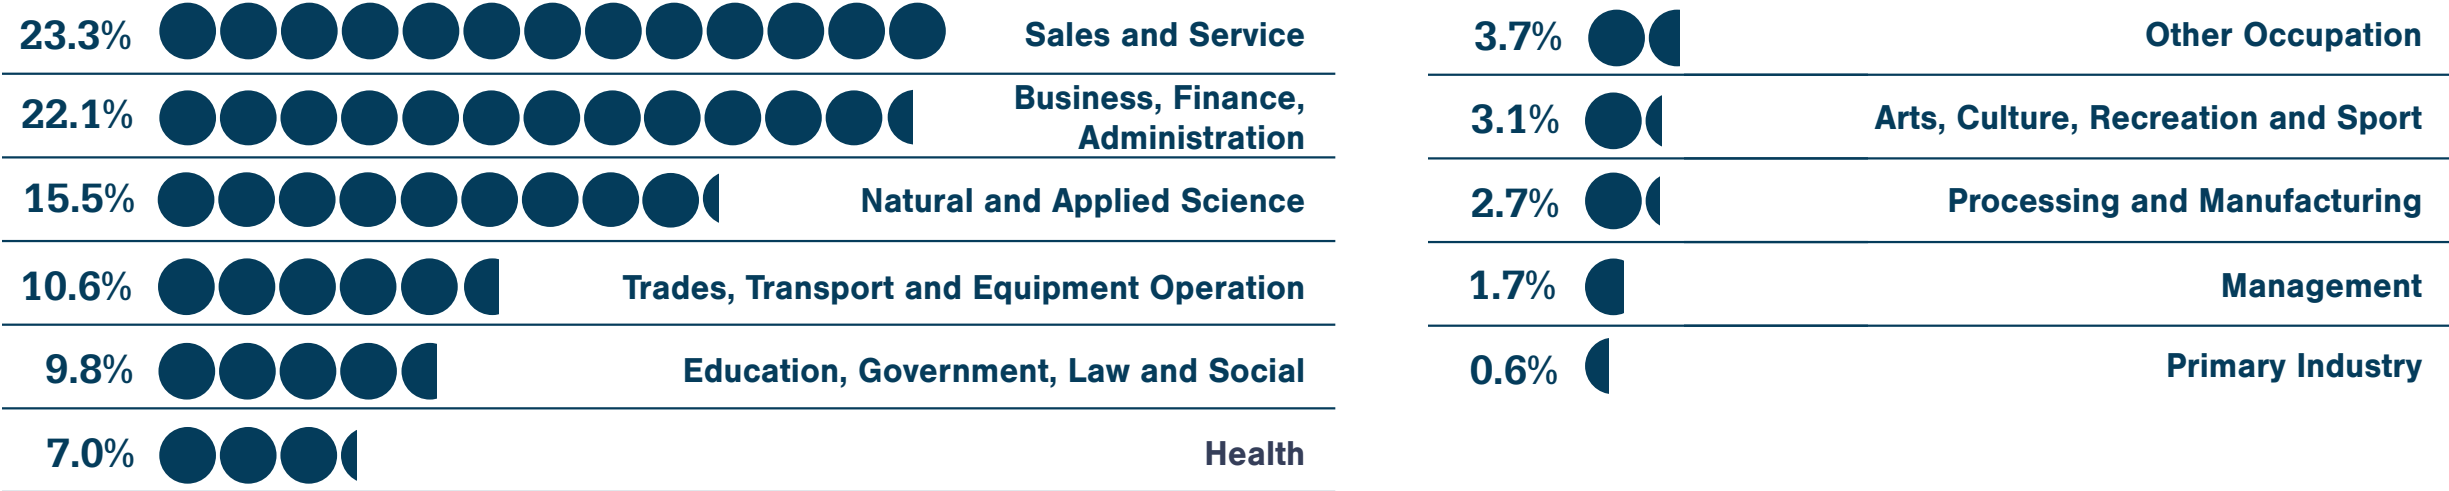 23.3% Sales and Service
22.1% Business, Finance,
Administration
15.5% Natural and Applied Science
10.6% Trades, Transport and Equipment Operation
9.8% Education, Government, Law and Social
7.0% Health
3.7% Other Occupation
3.1% Arts, Culture, Recreation and Sport
2.7% Processing and Manufacturing
1.7% Management
0.6% Primary Industry